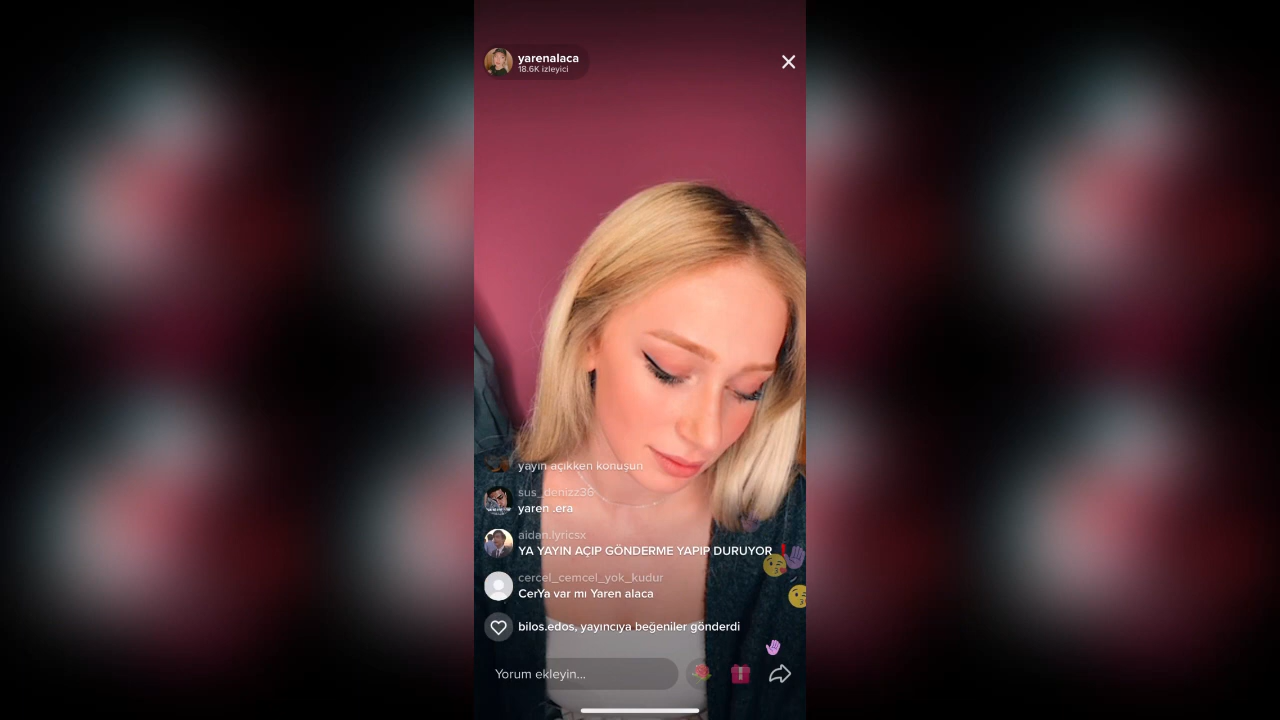 yarenalaca
18.6K izleyici
yayın açıkken konuşun
sus_denizz36
yaren .era
aidan.lyricsx
YA YAYIN AÇIP GÖNDERME YAPIP DURUYOR
cercel_cemcel_yok_kudur
CerYa var mı Yaren alaca
bilos.edos, yayıncıya beğeniler gönderdi
Yorum ekleyin...